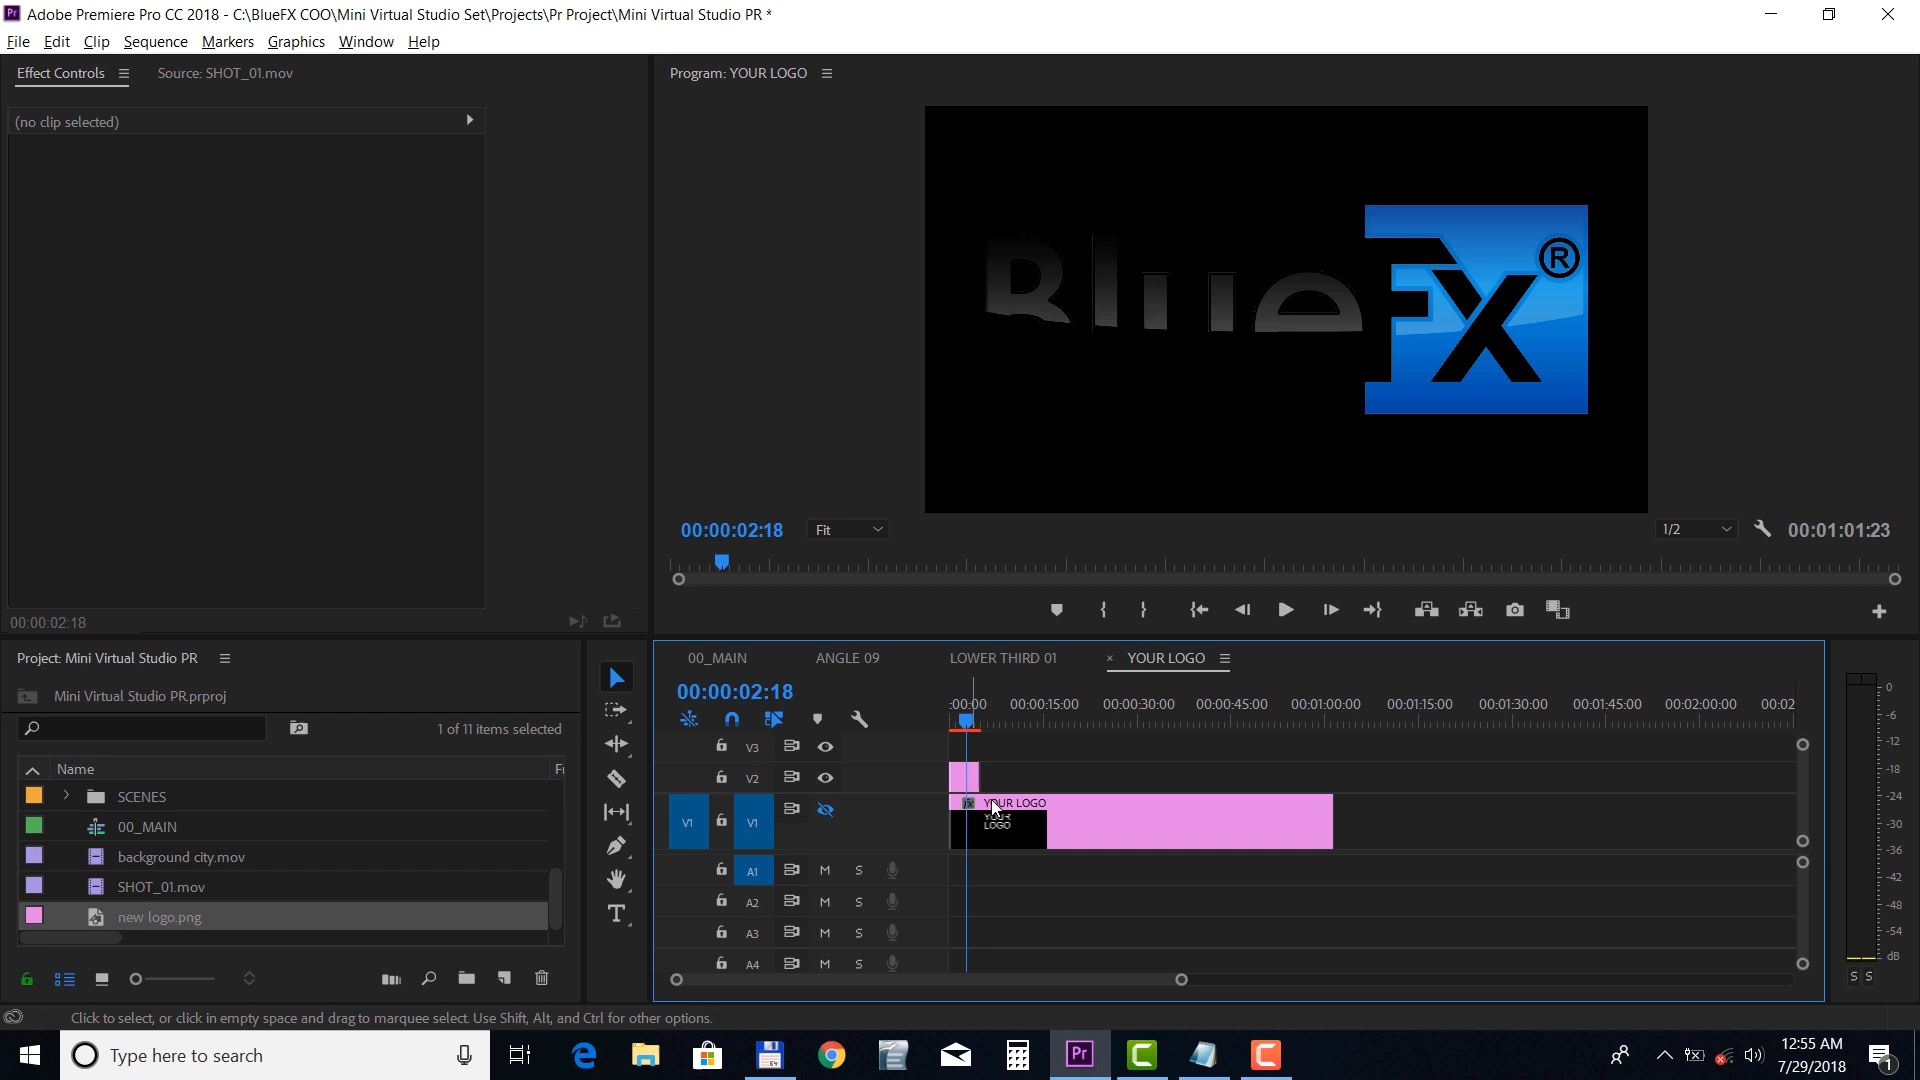 Pr Adobe Premiere Pro CC 2018 - C:\BlueFX COO\Mini Virtual Studio Set\Projects\Pr Project\Mini Virtual Studio PR *
File Edit Clip Sequence Markers Graphics Window Help
Effect Controls Source: SHOT_01.mov
Program: YOUR LOGO
(no clip selected)
BlueFX ®
00:00:02:18 Fit 1/2 00:01:01:23
00:00:02:18
Project: Mini Virtual Studio PR
Mini Virtual Studio PR.prproj
1 of 11 items selected
Name
SCENES
00_MAIN
background city.mov
SHOT_01.mov
new logo.png
00_MAIN ANGLE 09 LOWER THIRD 01 × YOUR LOGO
00:00:02:18
:00:00 00:00:15:00 00:00:30:00 00:00:45:00 00:01:00:00 00:01:15:00 00:01:30:00 00:01:45:00 00:02:00:00 00:02
V3
V2
V1 V1 fx YOUR LOGO
YOUR
LOGO
A1 M S
A2 M S
A3 M S
A4 M S
0
-6
-12
-18
-24
-30
-36
-42
-48
-54
dB
S S
Click to select, or click in empty space and drag to marquee select. Use Shift, Alt, and Ctrl for other options.
Type here to search
64
Pr
12:55 AM
7/29/2018
1